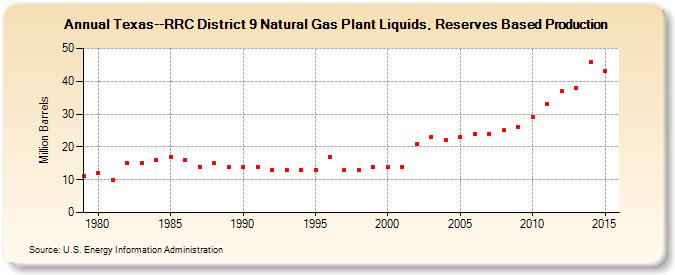 Annual Texas--RRC District 9 Natural Gas Plant Liquids, Reserves Based Production
Million Barrels
50
40
30
20
10
0
1980 1985 1990 1995 2000 2005 2010 2015
Source: U.S. Energy Information Administration